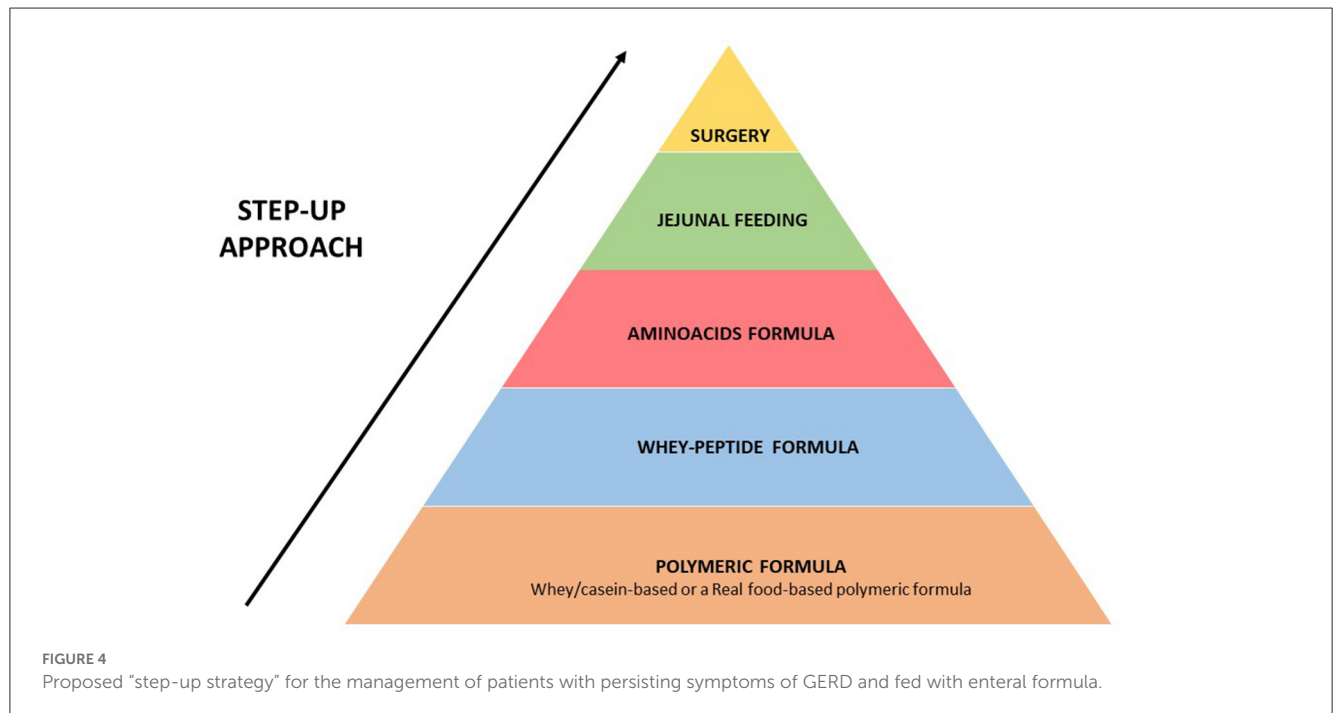 SURGERY
STEP-UP
APPROACH
JEJUNAL FEEDING
AMINOACIDS FORMULA
WHEY-PEPTIDE FORMULA
POLYMERIC FORMULA
Whey/casein-based or a Real food-based polymeric formula
FIGURE 4
Proposed "step-up strategy" for the management of patients with persisting symptoms of GERD and fed with enteral formula.